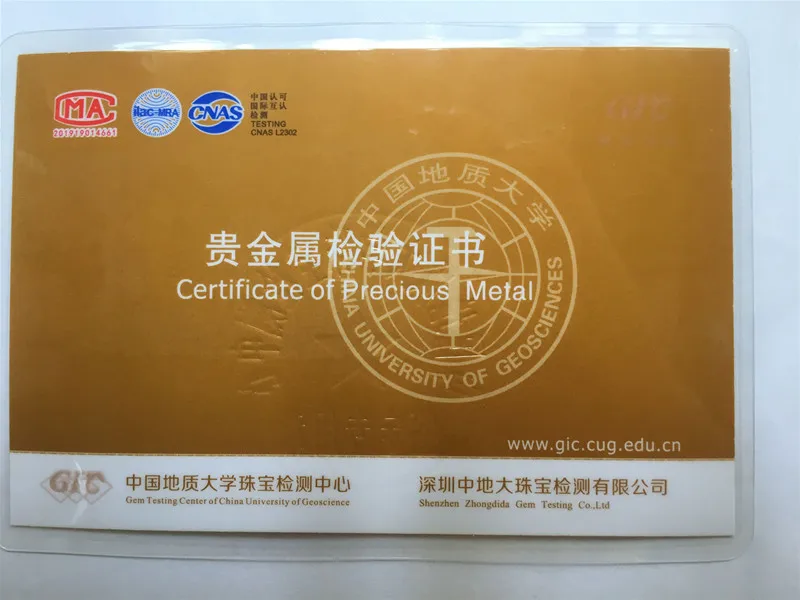 MA
201919014661
ilac-MRA
CNAS
中国认可
国际互认
检测
TESTING
CNAS L2302
中国地质大学
CHINA UNIVERSITY OF GEOSCIENCES
贵金属检验证书
Certificate of Precious Metal
www.gic.cug.edu.cn
GIC
中国地质大学珠宝检测中心
Gem Testing Center of China University of Geoscience
深圳中地大珠宝检测有限公司
Shenzhen Zhongdida Gem Testing Co.,Ltd